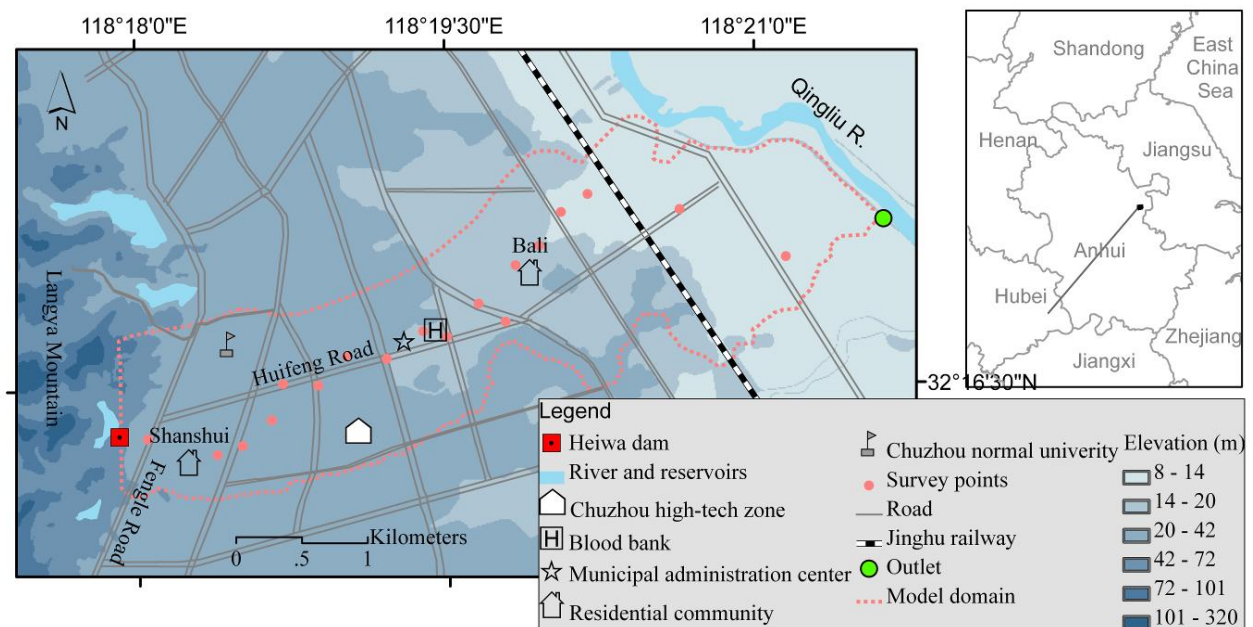 118°18'0"E
118°19'30"E
118°21'0"E
N
Qingliu R.
Bali
Langya Mountain
Huifeng Road
H
Shanshui
Fengle Road
Kilometers
0 .5 1
32°16'30"N
Shandong
East
China
Sea
Henan
Jiangsu
Anhui
Hubei
Zhejiang
Jiangxi
Legend
Heiwa dam
River and reservoirs
Chuzhou high-tech zone
H Blood bank
Municipal administration center
Residential community
Chuzhou normal univerity
Survey points
Road
Jinghu railway
Outlet
Model domain
Elevation (m)
8 - 14
14 - 20
20 - 42
42 - 72
72 - 101
101 - 320